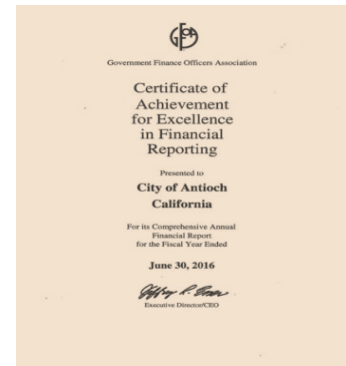 Government Finance Officers Association
Certificate of
Achievement
for Excellence
in Financial
Reporting
Presented to
City of Antioch
California
For its Comprehensive Annual
Financial Report
for the Fiscal Year Ended
June 30, 2016
Executive Director/CEO